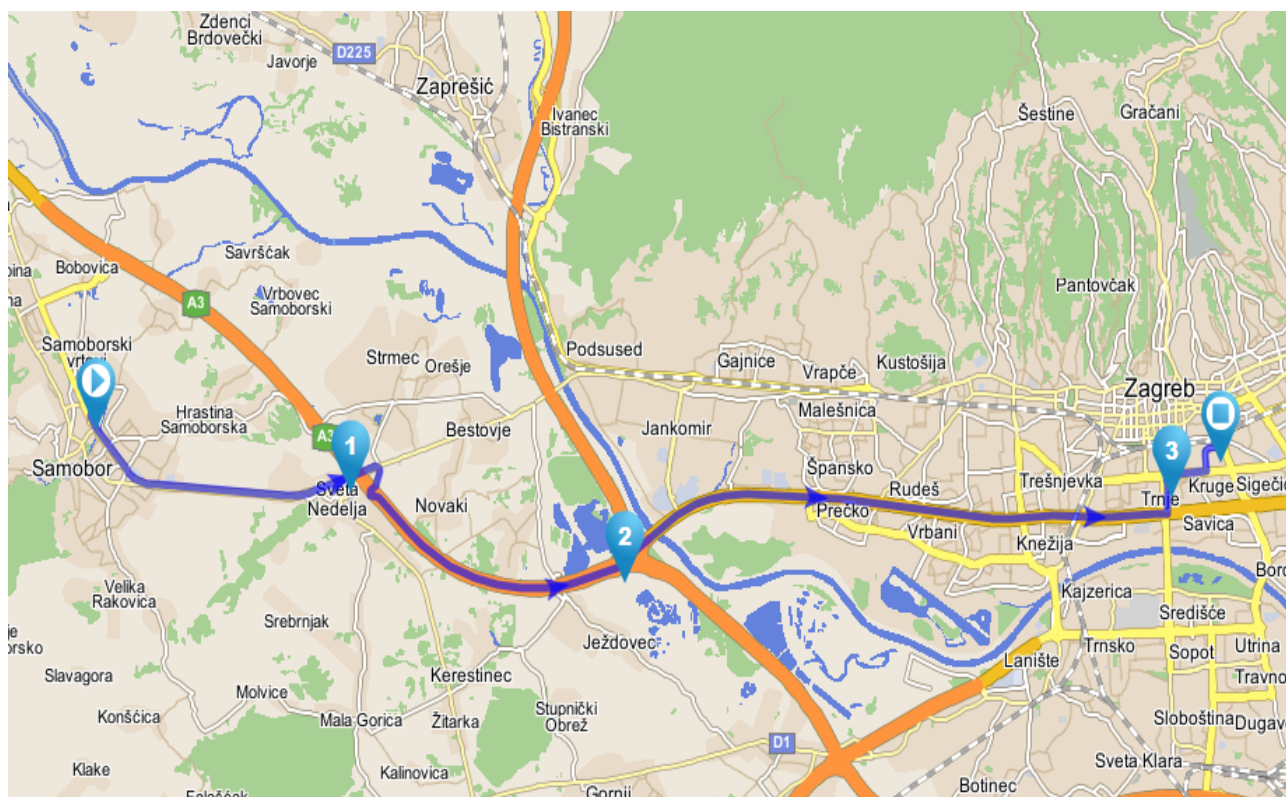 Zdenci
Brdovečki
D225
Javorje
Zaprešić
Ivanec
Bistranski
Šestine
Gračani
Savršćak
Bobovica
A3
Vrbovec
Samoborski
Pantovčak
Samoborski
vrtovi
Strmec
Orešje
Podsused
Gajnice
Vrapče
Kustošija
Zagreb
Hrastina
Samoborska
Malešnica
Jankomir
Bestovje
A3
1
3
Samobor
Špansko
Rudeš
Trešnjevka
Kruge
Sigečica
Sveta
Nedelja
Novaki
Prečko
Trnje
Savica
Vrbani
Knežija
2
Velika
Rakovica
Kajzerica
Srebrnjak
Središće
Ježdovec
Trnsko
Sopot
Utrina
Lanište
Slavagora
Kerestinec
Travno
Molvice
Konšćica
Mala Gorica
Žitarka
Stupnički
Obrež
Sloboština
Dugave
D1
Klake
Kalinovica
Sveta Klara
Botinec
Gornji